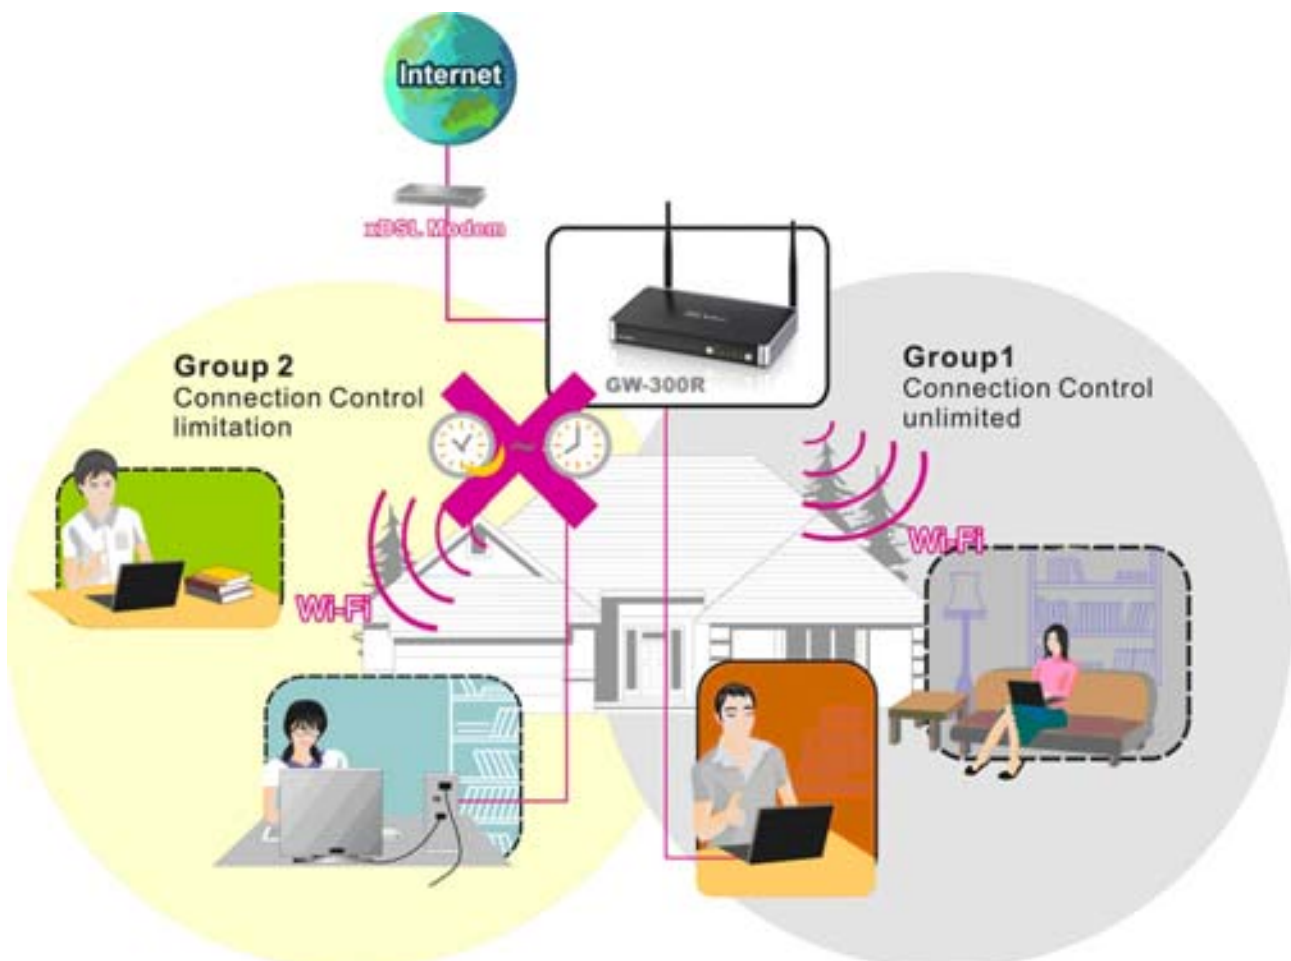 Internet
xDSL Modem
GW-300R
Group 2
Connection Control
limitation
Group1
Connection Control
unlimited
Wi-Fi
Wi-Fi